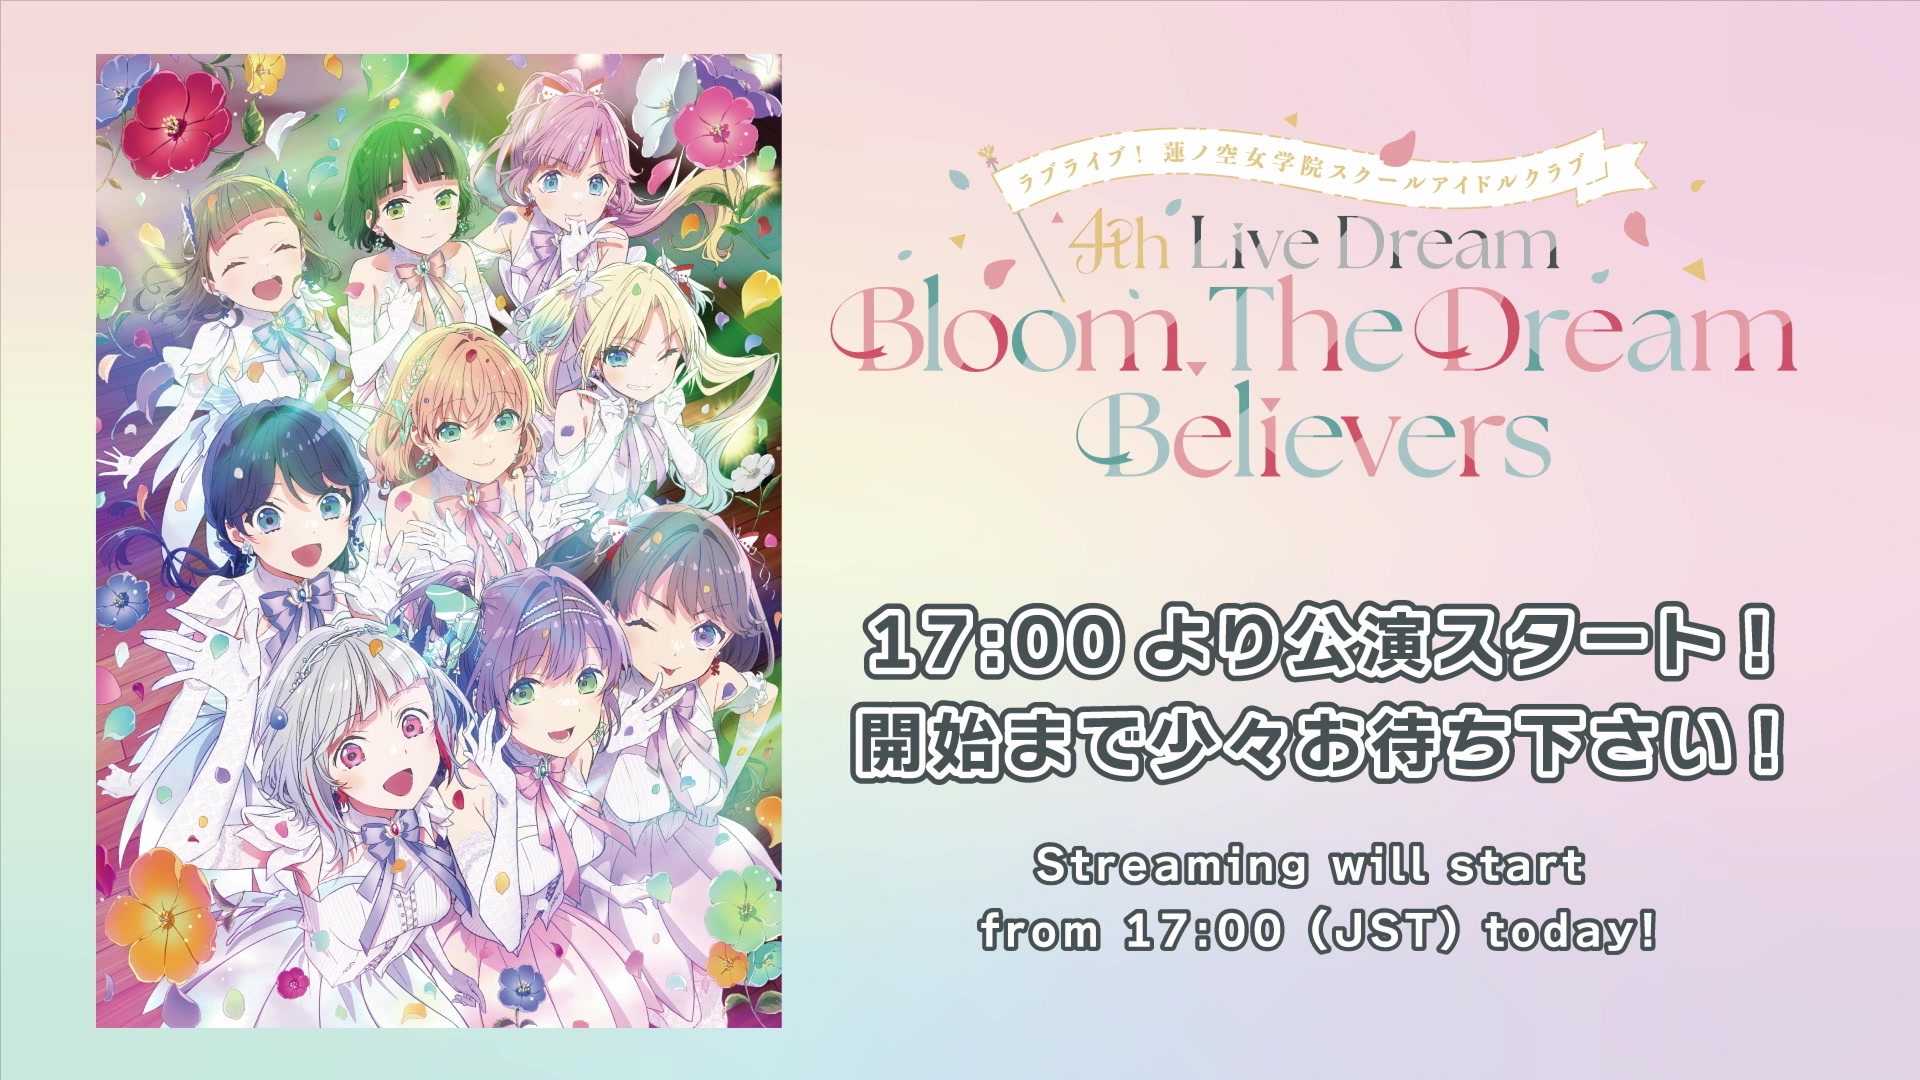 ラブライブ！蓮ノ空女学院スクールアイドルクラブ
4th Live Dream
Bloom The Dream
Believers
17:00より公演スタート！
開始まで少々お待ち下さい！
Streaming will start
from 17:00（JST）today!